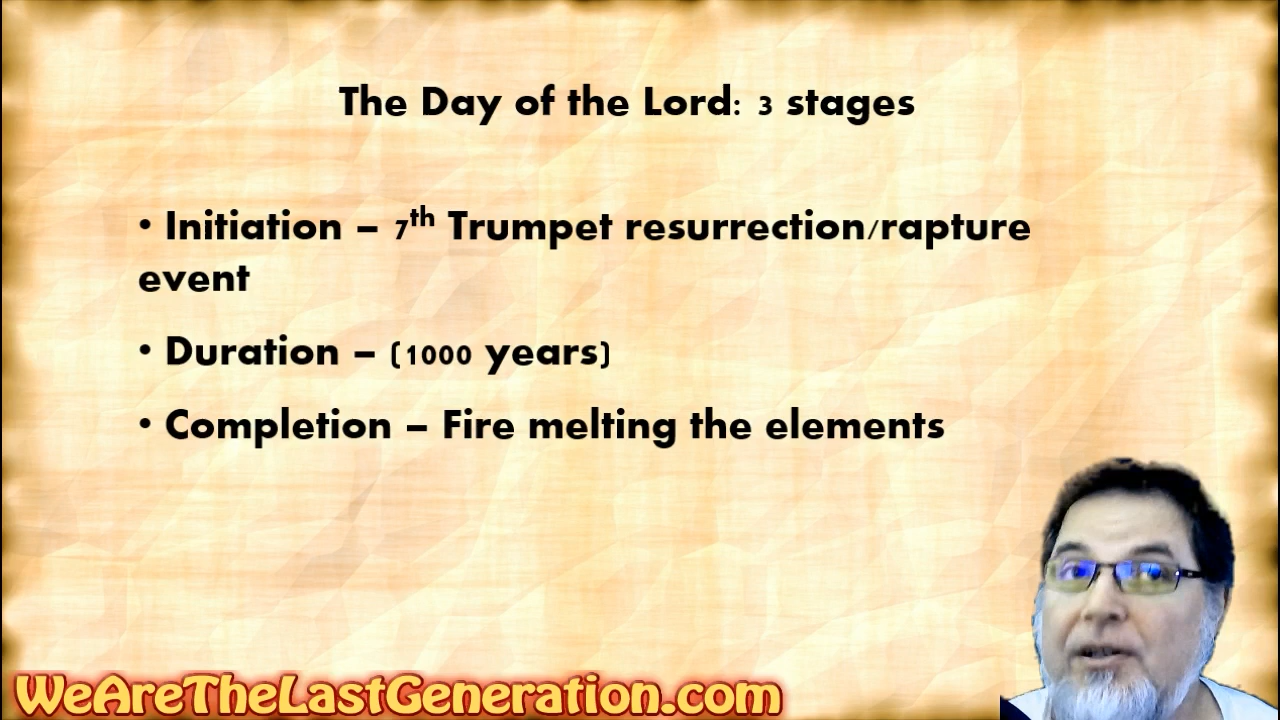 The Day of the Lord: 3 stages
• Initiation – 7th Trumpet resurrection/rapture
event
• Duration – (1000 years)
• Completion – Fire melting the elements
WeAreTheLastGeneration.com